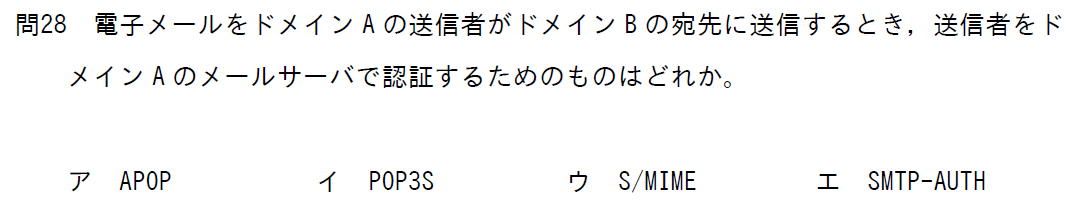 問28　電子メールをドメイン A の送信者がドメイン B の宛先に送信するとき，送信者をド
メイン A のメールサーバで認証するためのものはどれか。
ア　APOP　イ　POP3S　ウ　S/MIME　エ　SMTP-AUTH